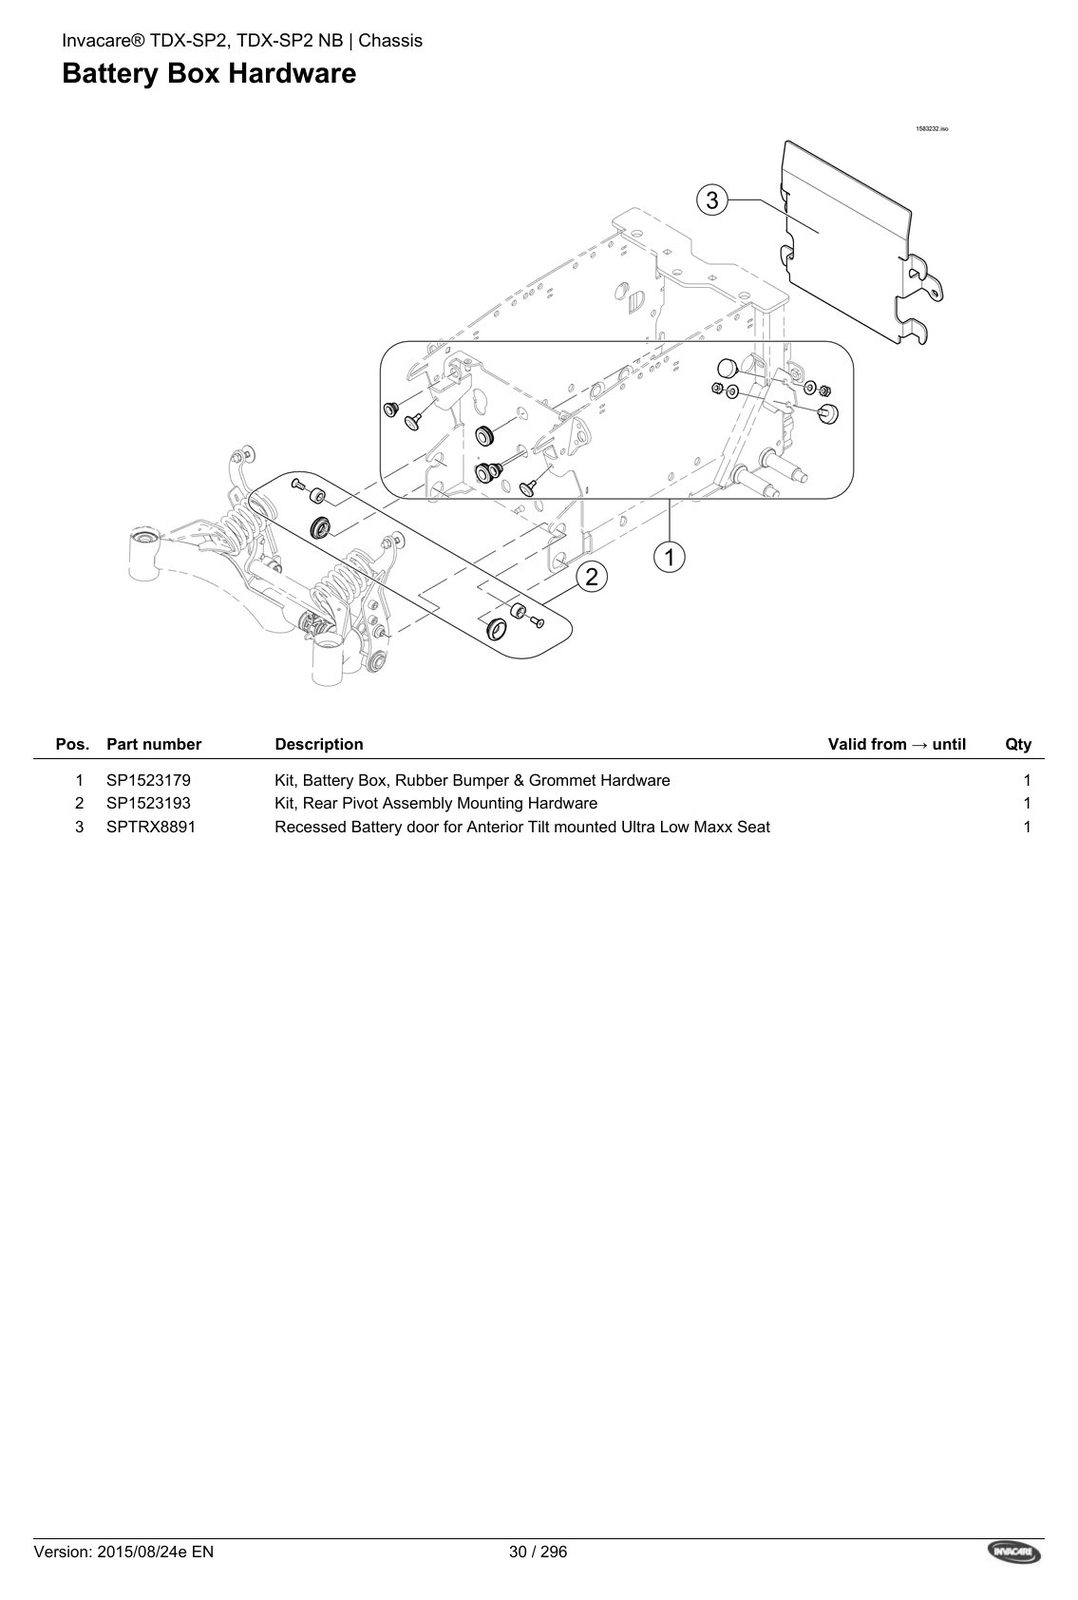 Invacare® TDX-SP2, TDX-SP2 NB | Chassis
Battery Box Hardware
1583232.iso
3
1
2
Pos. Part number Description Valid from → until Qty
1 SP1523179 Kit, Battery Box, Rubber Bumper & Grommet Hardware 1
2 SP1523193 Kit, Rear Pivot Assembly Mounting Hardware 1
3 SPTRX8891 Recessed Battery door for Anterior Tilt mounted Ultra Low Maxx Seat 1
Version: 2015/08/24e EN 30 / 296 INVACARE